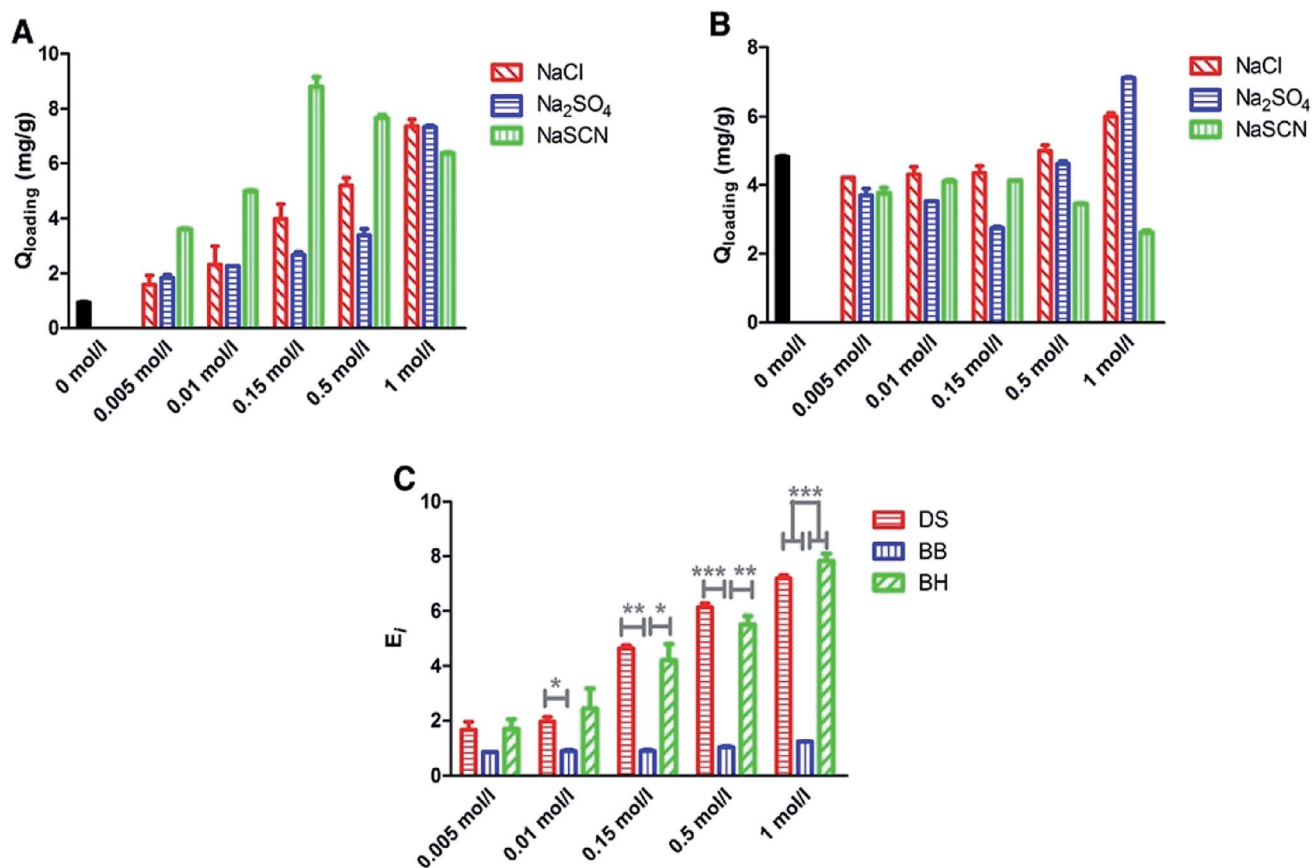 A
Q_loading (mg/g)
10
8
6
4
2
0
0 mol/l
0.005 mol/l
0.01 mol/l
0.15 mol/l
0.5 mol/l
1 mol/l
NaCl
Na₂SO₄
NaSCN
B
Q_loading (mg/g)
8
6
4
2
0
0 mol/l
0.005 mol/l
0.01 mol/l
0.15 mol/l
0.5 mol/l
1 mol/l
NaCl
Na₂SO₄
NaSCN
C
E_i
10
8
6
4
2
0
*
** *
*** **
***
0.005 mol/l
0.01 mol/l
0.15 mol/l
0.5 mol/l
1 mol/l
DS
BB
BH